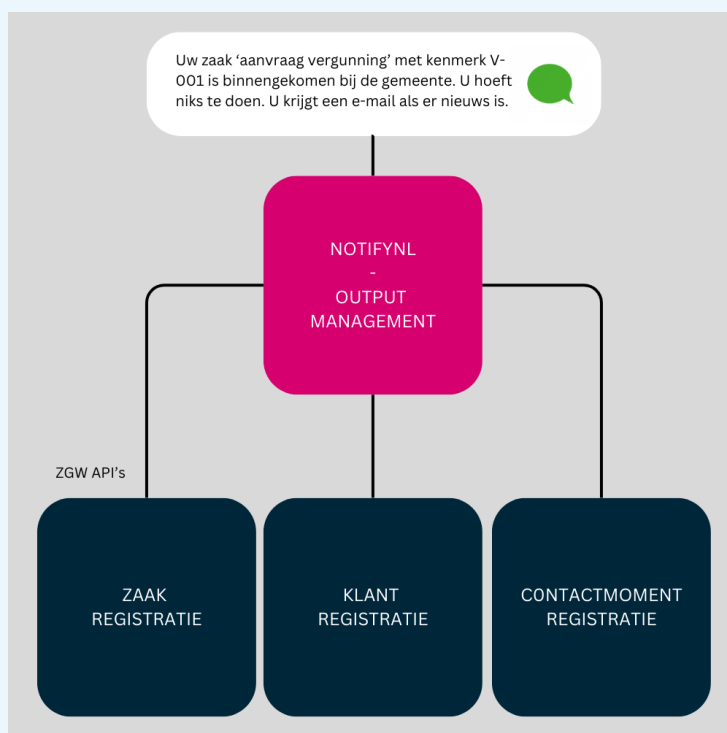 Uw zaak ‘aanvraag vergunning’ met kenmerk V-
001 is binnengekomen bij de gemeente. U hoeft
niks te doen. U krijgt een e-mail als er nieuws is.
NOTIFYNL
-
OUTPUT
MANAGEMENT
ZGW API’s
ZAAK
REGISTRATIE
KLANT
REGISTRATIE
C0NTACTMOMENT
REGISTRATIE